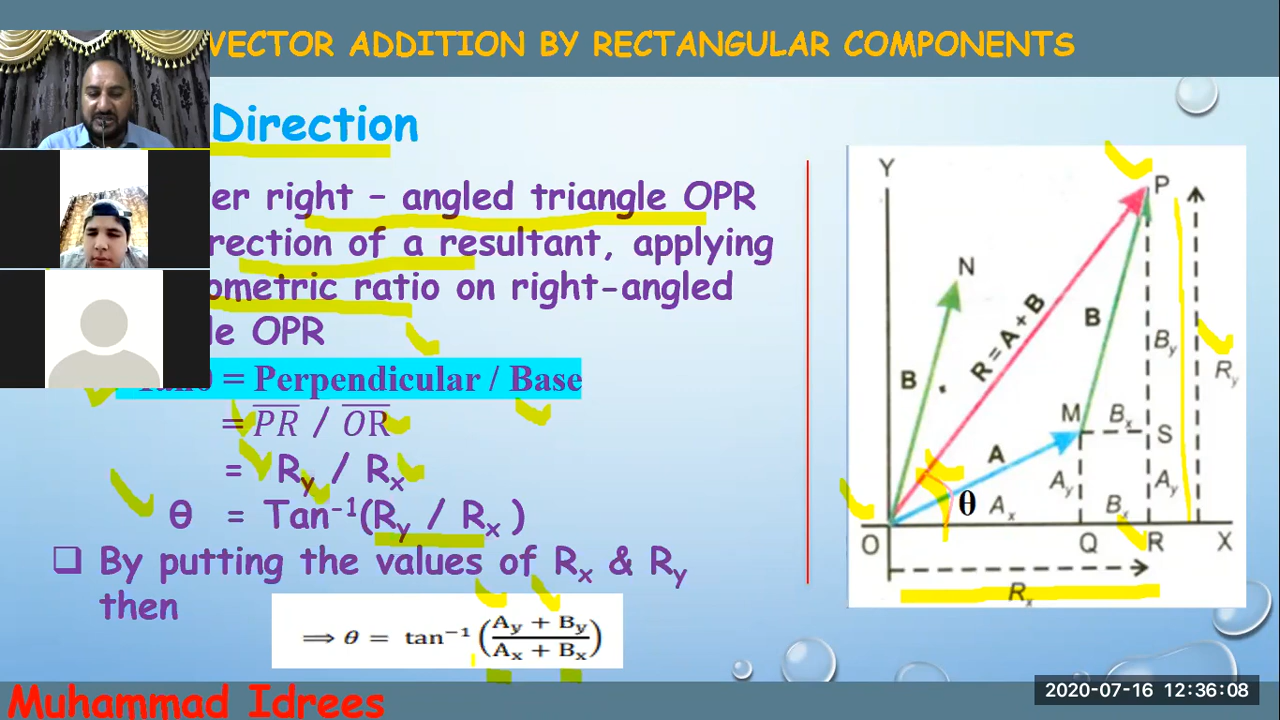 VECTOR ADDITION BY RECTANGULAR COMPONENTS
Direction
er right – angled triangle OPR
rection of a resultant, applying
ometric ratio on right-angled
le OPR
= Perpendicular / Base
= PR / OR
= Ry / Rx
θ = Tan⁻¹(Ry / Rx )
❑ By putting the values of Rx & Ry
then
⟹ θ = tan⁻¹ (Ay + By / Ax + Bx)
Muhammad Idrees
Y
P
N
R = A + B
B
By
B
Ry
M
Bx
S
A
Ay
Ay
θ
Ax
Bx
O
Q
R
X
Rx
2020-07-16 12:36:08